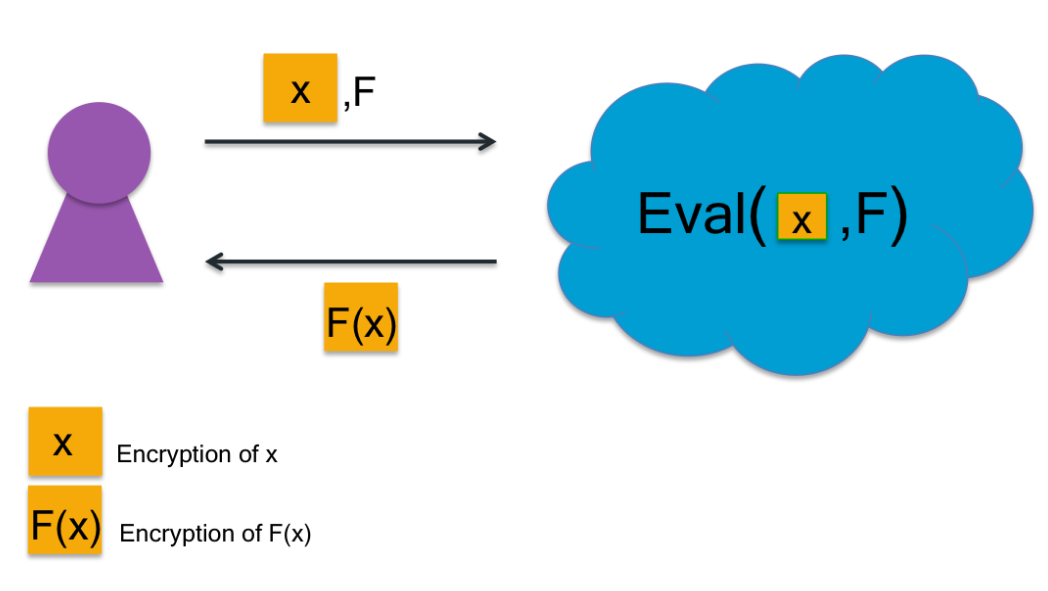 x ,F
Eval( x ,F)
F(x)
x Encryption of x
F(x) Encryption of F(x)